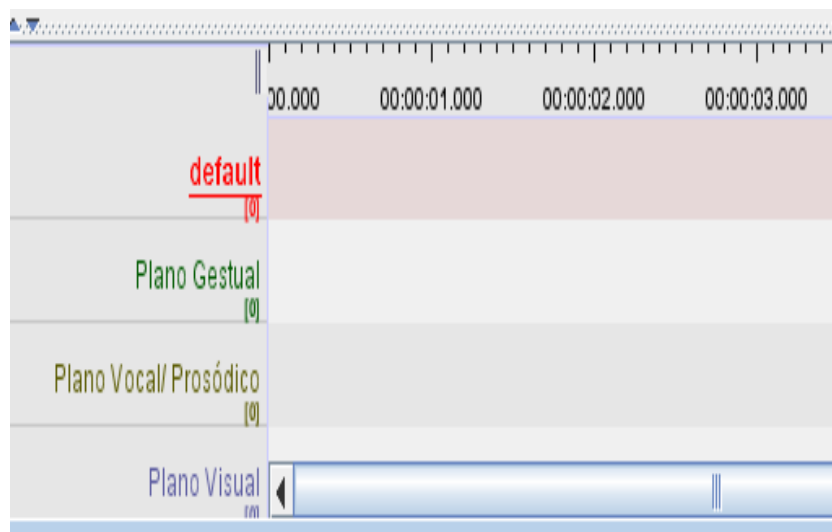 00.000 00:00:01.000 00:00:02.000 00:00:03.000
default
[0]
Plano Gestual
[0]
Plano Vocal/ Prosódico
[0]
Plano Visual
[0]